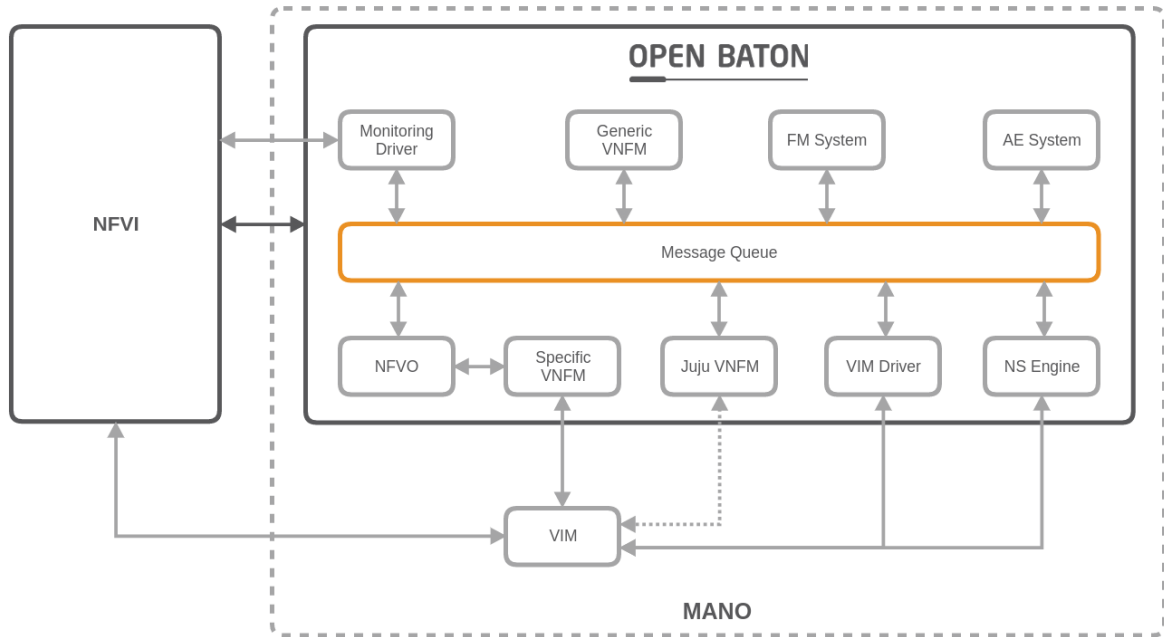 OPEN BATON
Monitoring
Driver
Generic
VNFM
FM System
AE System
NFVI
Message Queue
NFVO
Specific
VNFM
Juju VNFM
VIM Driver
NS Engine
VIM
MANO